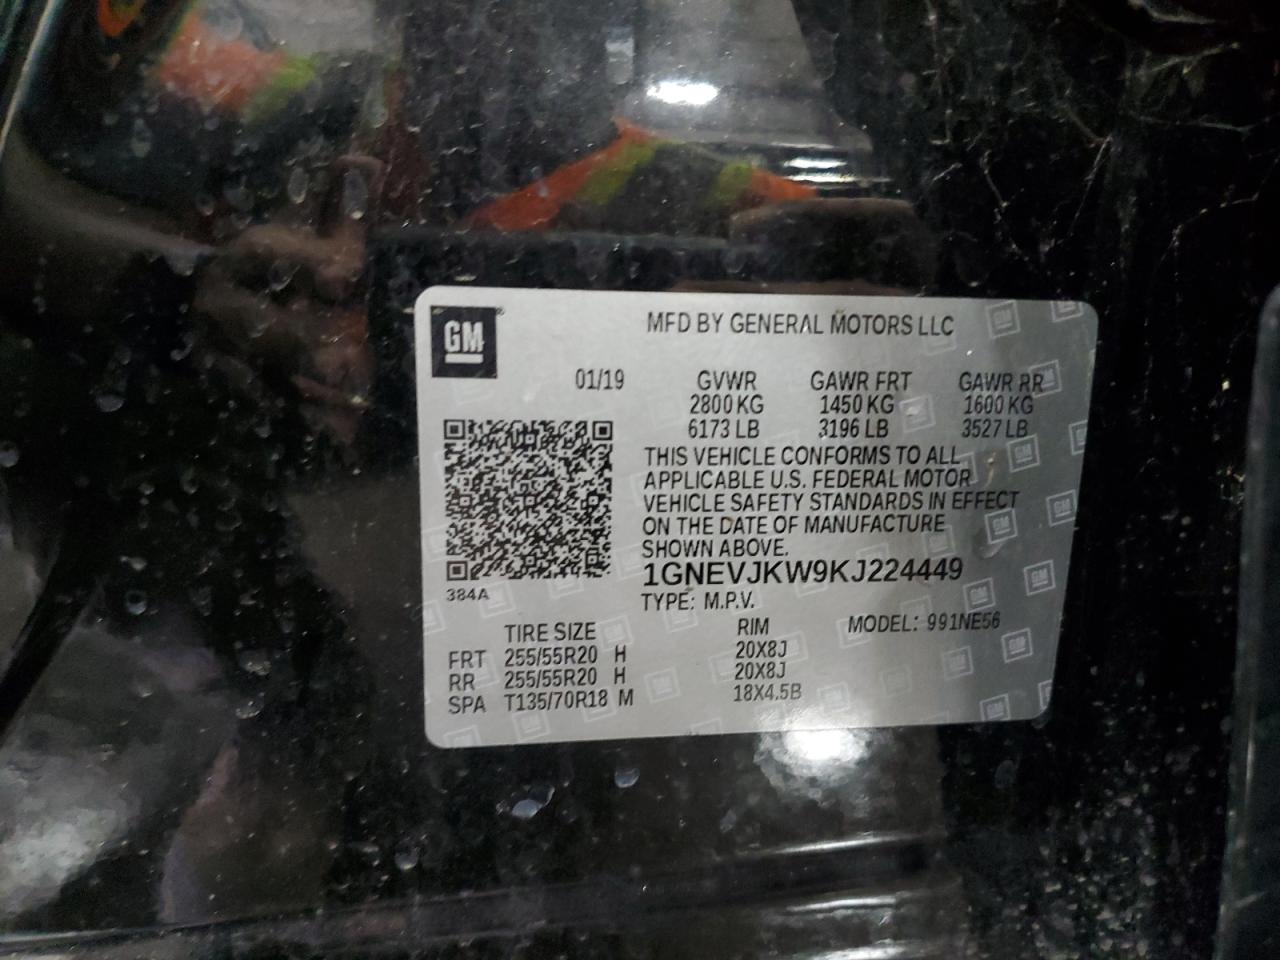 GM
MFD BY GENERAL MOTORS LLC
01/19 GVWR GAWR FRT GAWR RR
2800 KG 1450 KG 1600 KG
6173 LB 3196 LB 3527 LB
THIS VEHICLE CONFORMS TO ALL
APPLICABLE U.S. FEDERAL MOTOR
VEHICLE SAFETY STANDARDS IN EFFECT
ON THE DATE OF MANUFACTURE
SHOWN ABOVE.
1GNEVJKW9KJ224449
384A
TYPE: M.P.V.
TIRE SIZE RIM MODEL: 991NE56
FRT 255/55R20 H 20X8J
RR 255/55R20 H 20X8J
SPA T135/70R18 M 18X4.5B